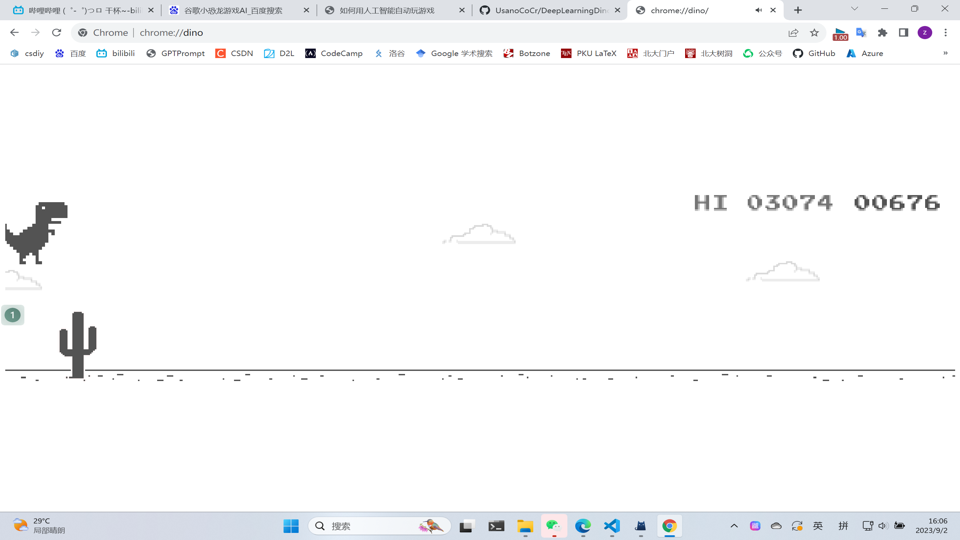 哔哩哔哩 (゜-゜)つロ 干杯~-bili
谷歌小恐龙游戏AI_百度搜索
如何用人工智能自动玩游戏
UsanoCoCr/DeepLearningDin
chrome://dino/
Chrome | chrome://dino
1.00
z
csdiy
百度
bilibili
GPTPrompt
CSDN
D2L
CodeCamp
洛谷
Google 学术搜索
Botzone
PKU LaTeX
北大门户
北大树洞
公众号
GitHub
Azure
»
HI 03074 00676
1
29°C
局部晴朗
搜索
英
拼
16:06
2023/9/2